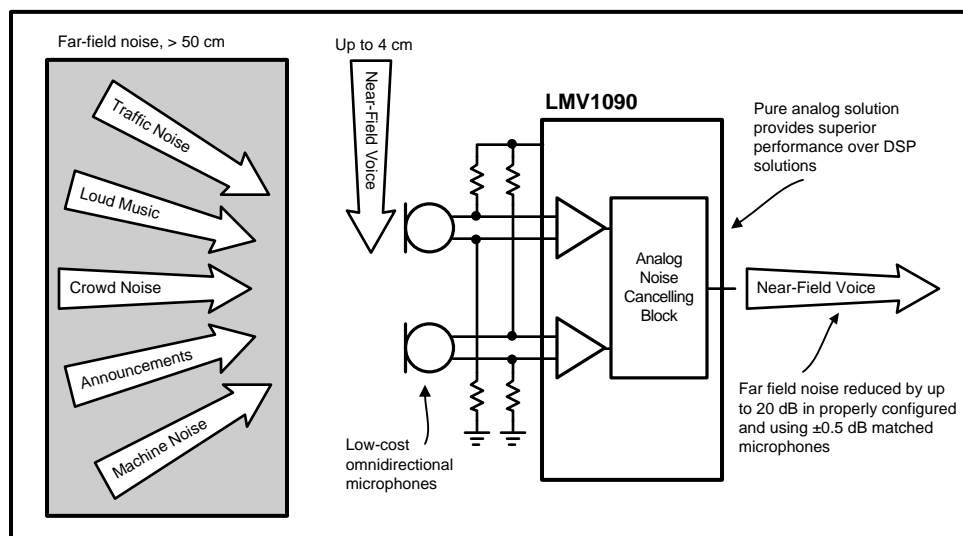 Far-field noise, > 50 cm
Traffic Noise
Loud Music
Crowd Noise
Announcements
Machine Noise
Up to 4 cm
Near-Field Voice
Low-cost
omnidirectional
microphones
LMV1090
Analog
Noise
Cancelling
Block
Pure analog solution
provides superior
performance over DSP
solutions
Near-Field Voice
Far field noise reduced by up
to 20 dB in properly configured
and using ±0.5 dB matched
microphones